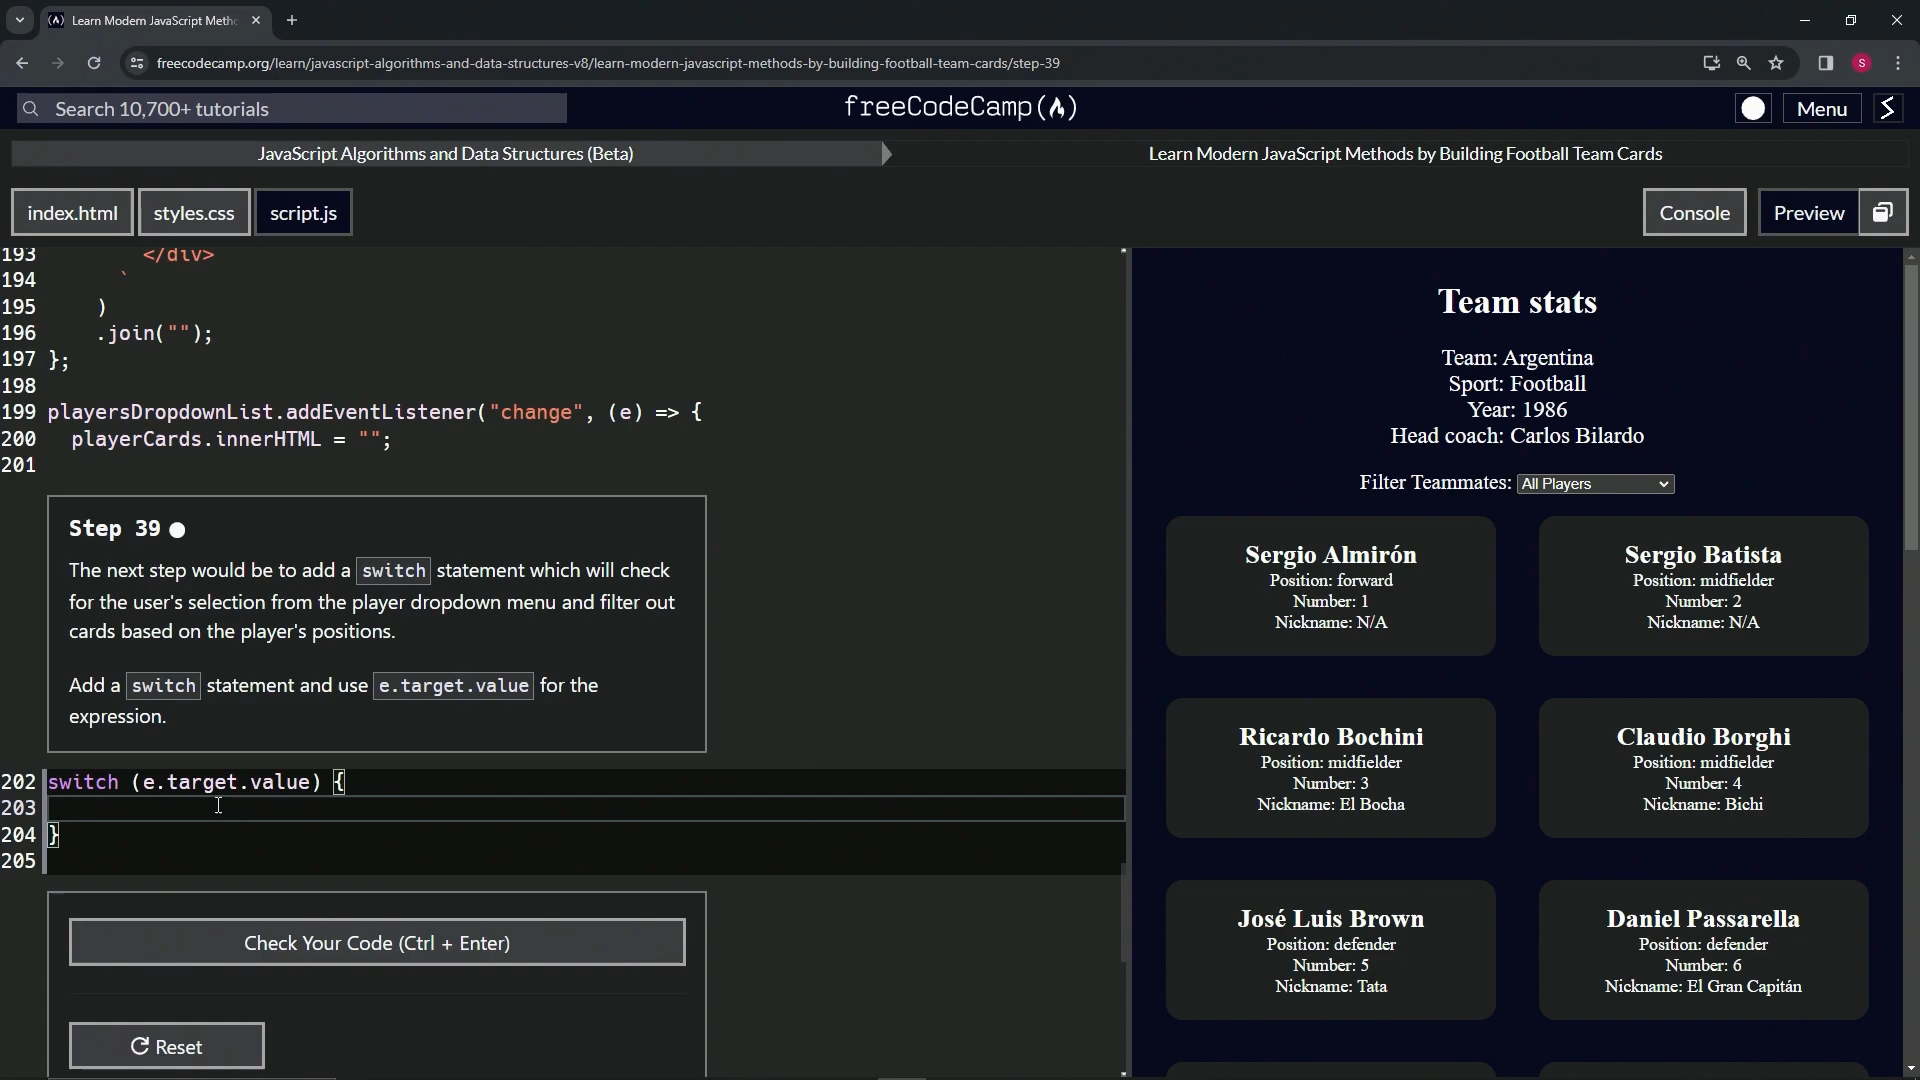 Learn Modern JavaScript Metho
freecodecamp.org/learn/javascript-algorithms-and-data-structures-v8/learn-modern-javascript-methods-by-building-football-team-cards/step-39
S
Search 10,700+ tutorials
freeCodeCamp
Menu
JavaScript Algorithms and Data Structures (Beta)
Learn Modern JavaScript Methods by Building Football Team Cards
index.html
styles.css
script.js
Console
Preview
193 </div>
194 `
195 )
196 .join("");
197 };
198
199 playersDropdownList.addEventListener("change", (e) => {
200 playerCards.innerHTML = "";
201
Step 39
The next step would be to add a switch statement which will check
for the user's selection from the player dropdown menu and filter out
cards based on the player's positions.
Add a switch statement and use e.target.value for the
expression.
202 switch (e.target.value) {
203
204 }
205
Check Your Code (Ctrl + Enter)
Reset
Team stats
Team: Argentina
Sport: Football
Year: 1986
Head coach: Carlos Bilardo
Filter Teammates: All Players
Sergio Almirón
Position: forward
Number: 1
Nickname: N/A
Sergio Batista
Position: midfielder
Number: 2
Nickname: N/A
Ricardo Bochini
Position: midfielder
Number: 3
Nickname: El Bocha
Claudio Borghi
Position: midfielder
Number: 4
Nickname: Bichi
José Luis Brown
Position: defender
Number: 5
Nickname: Tata
Daniel Passarella
Position: defender
Number: 6
Nickname: El Gran Capitán